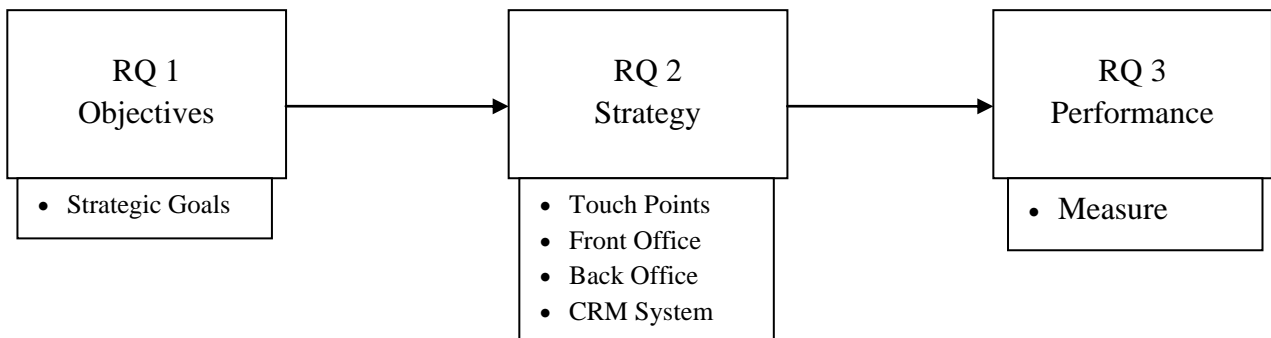 RQ 1
Objectives
• Strategic Goals
RQ 2
Strategy
• Touch Points
• Front Office
• Back Office
• CRM System
RQ 3
Performance
• Measure